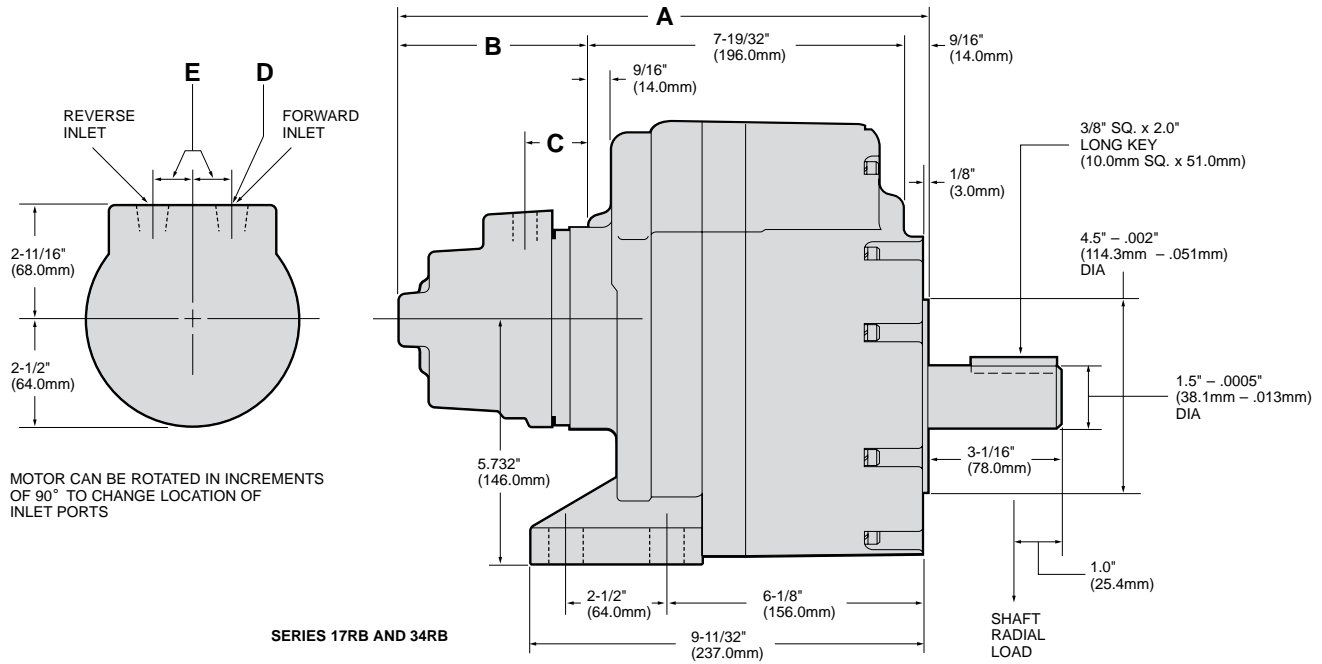 A
B
7-19/32"
(196.0mm)
9/16"
(14.0mm)
9/16"
(14.0mm)
E
D
REVERSE
INLET
FORWARD
INLET
C
3/8" SQ. x 2.0"
LONG KEY
(10.0mm SQ. x 51.0mm)
1/8"
(3.0mm)
4.5" – .002"
(114.3mm – .051mm)
DIA
2-11/16"
(68.0mm)
2-1/2"
(64.0mm)
1.5" – .0005"
(38.1mm – .013mm)
DIA
3-1/16"
(78.0mm)
5.732"
(146.0mm)
MOTOR CAN BE ROTATED IN INCREMENTS
OF 90° TO CHANGE LOCATION OF
INLET PORTS
1.0"
(25.4mm)
2-1/2"
(64.0mm)
6-1/8"
(156.0mm)
SHAFT
RADIAL
LOAD
SERIES 17RB AND 34RB
9-11/32"
(237.0mm)